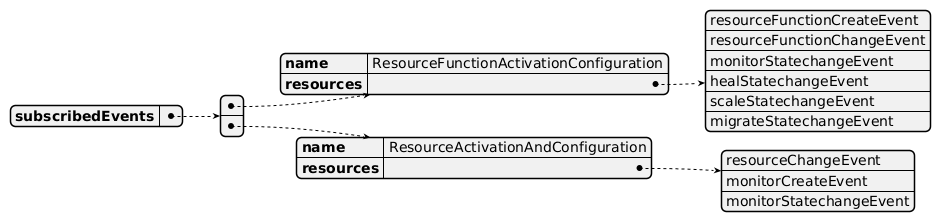 subscribedEvents
name ResourceFunctionActivationConfiguration
resources
resourceFunctionCreateEvent
resourceFunctionChangeEvent
monitorStatechangeEvent
healStatechangeEvent
scaleStatechangeEvent
migrateStatechangeEvent
name ResourceActivationAndConfiguration
resources
resourceChangeEvent
monitorCreateEvent
monitorStatechangeEvent